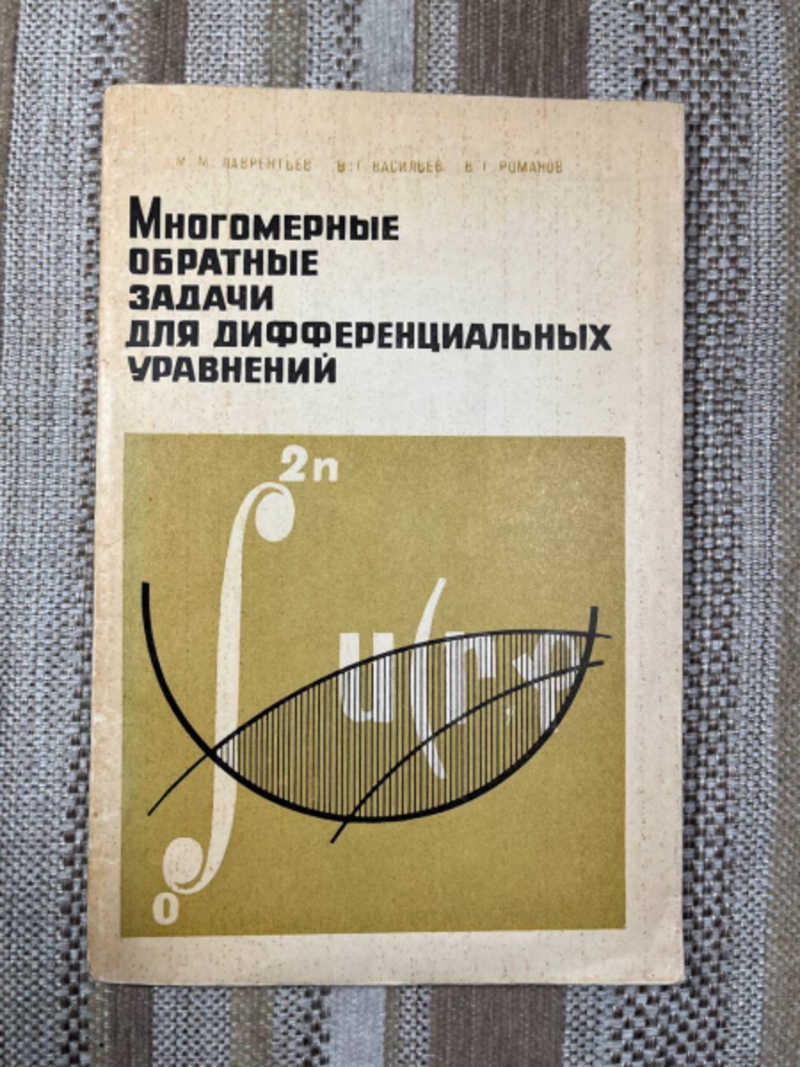 М. М. ЛАВРЕНТЬЕВ В. Г. ВАСИЛЬЕВ В. Г. РОМАНОВ
МНОГОМЕРНЫЕ
ОБРАТНЫЕ
ЗАДАЧИ
ДЛЯ ДИФФЕРЕНЦИАЛЬНЫХ
УРАВНЕНИЙ
2п
∫ u(r,φ
0